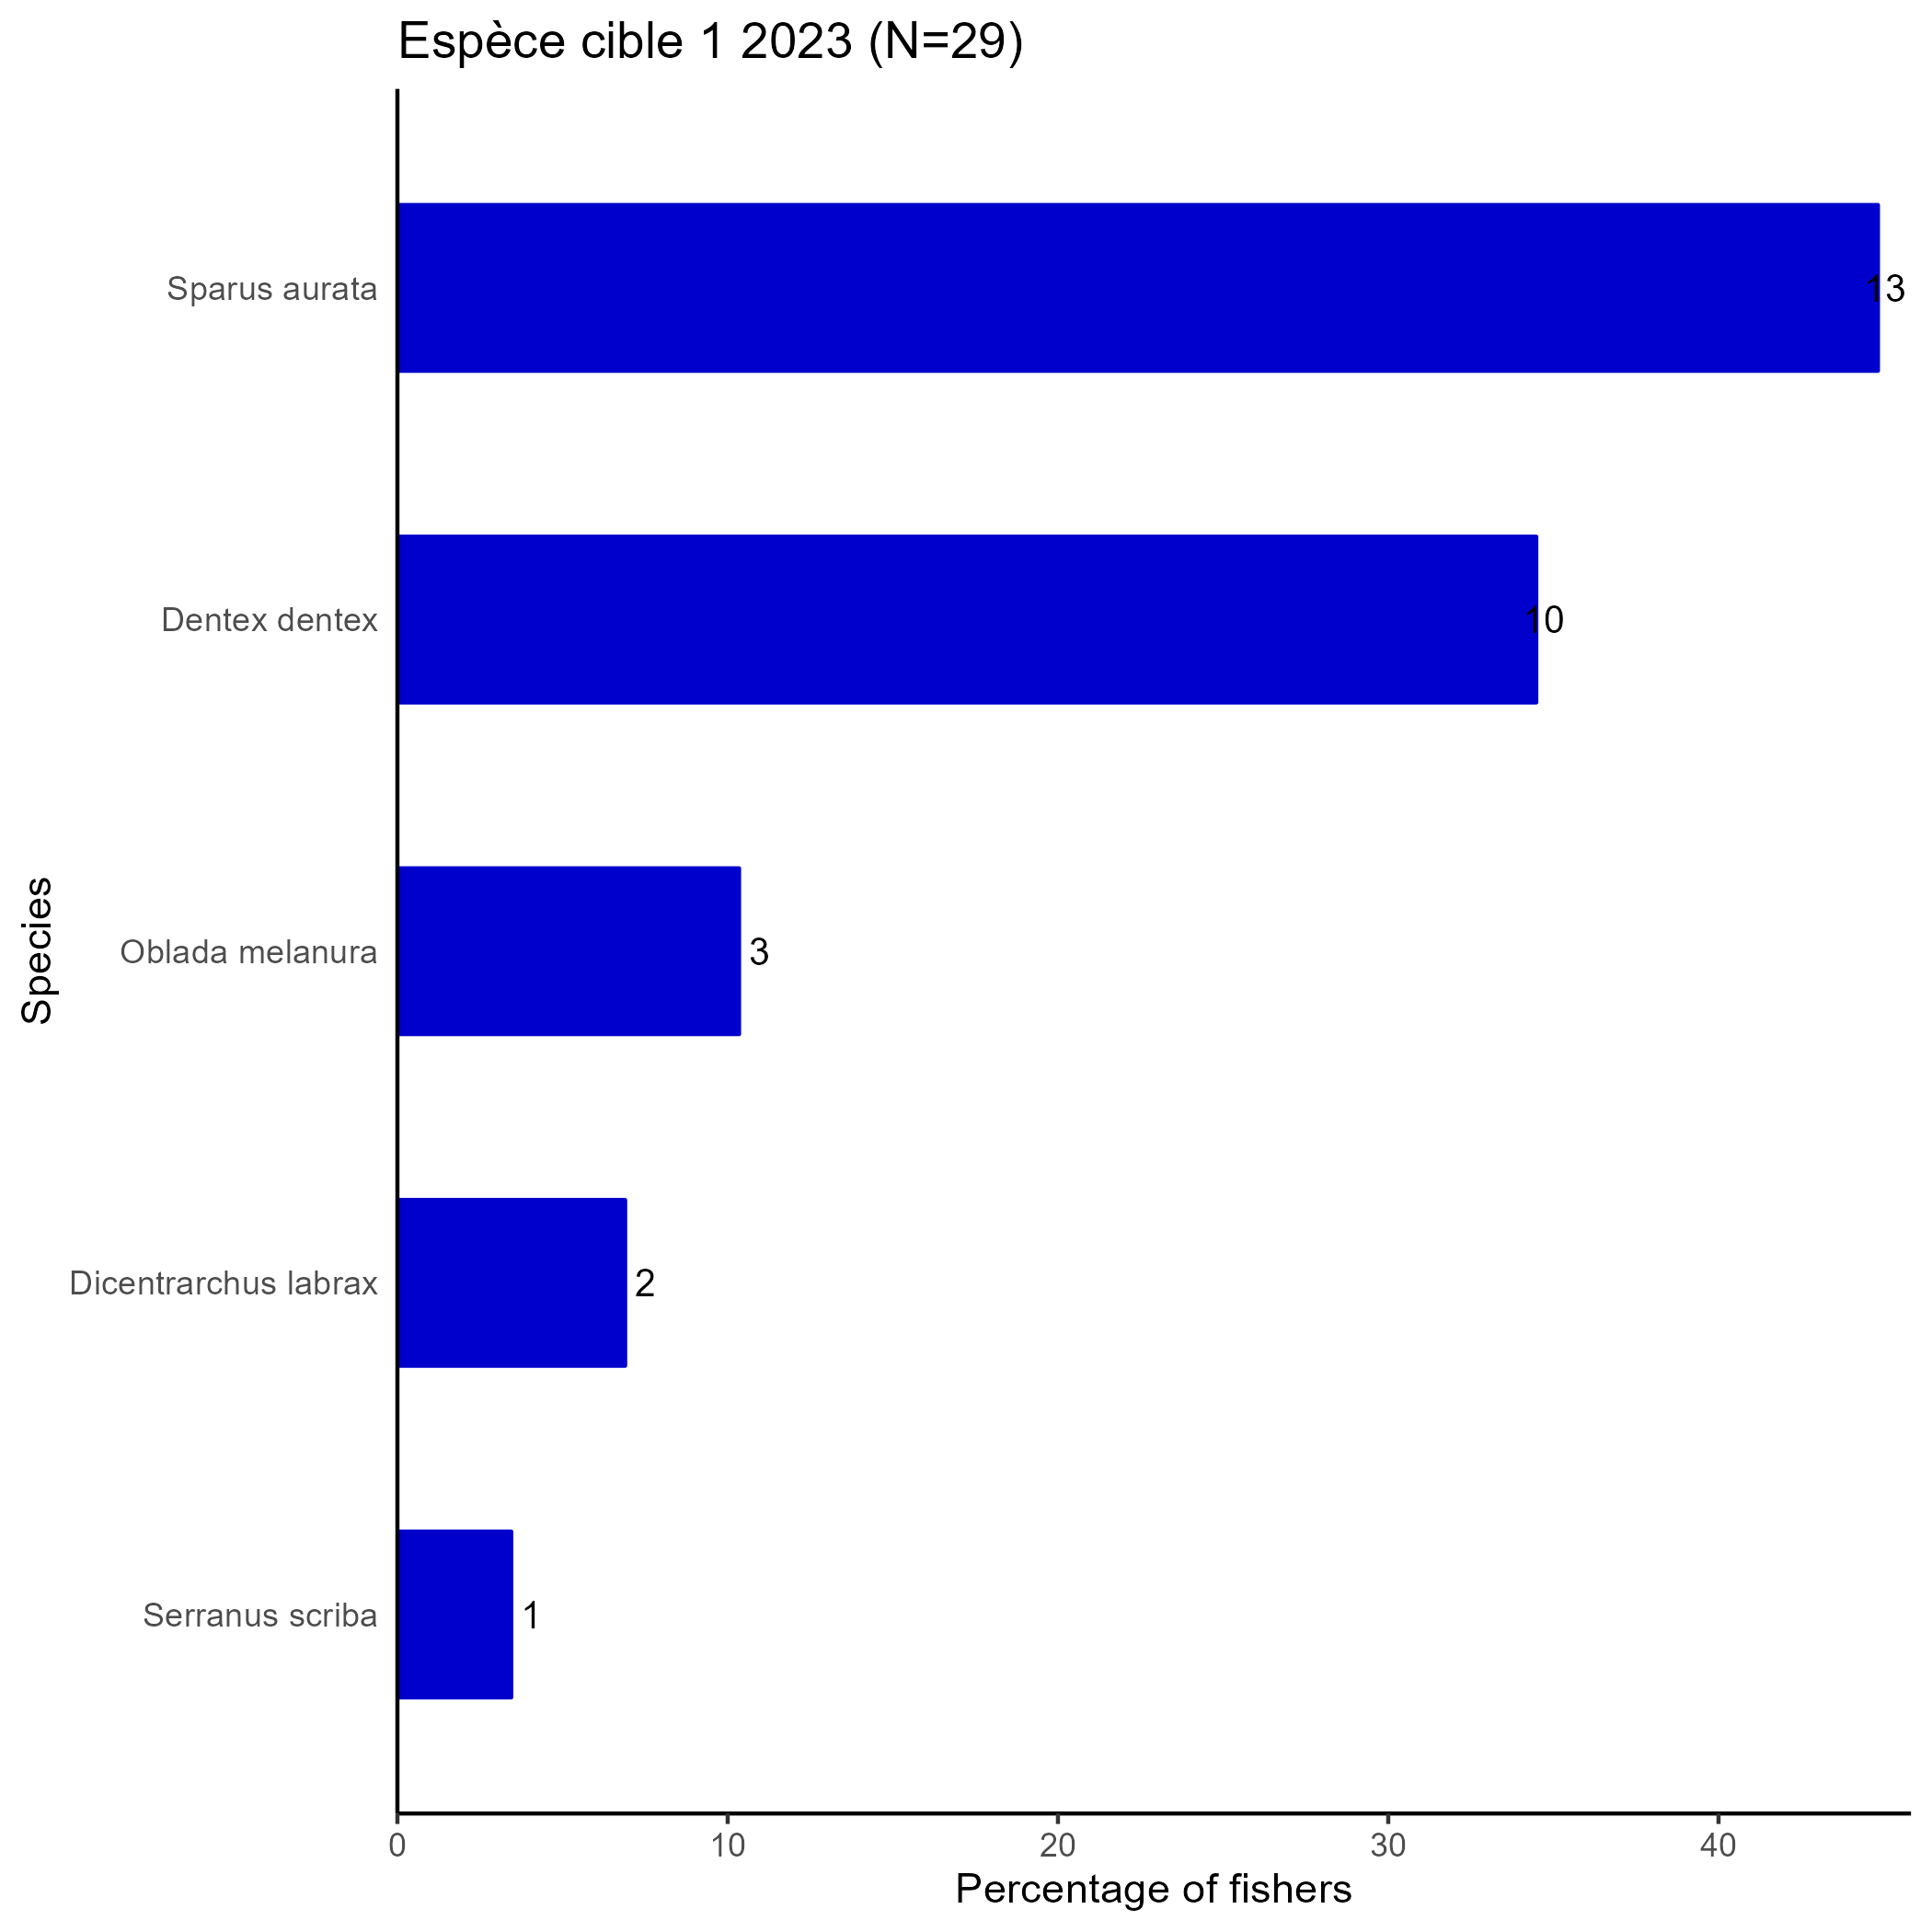 Espèce cible 1 2023 (N=29)
Species
Sparus aurata
13
Dentex dentex
10
Oblada melanura
3
Dicentrarchus labrax
2
Serranus scriba
1
0 10 20 30 40
Percentage of fishers